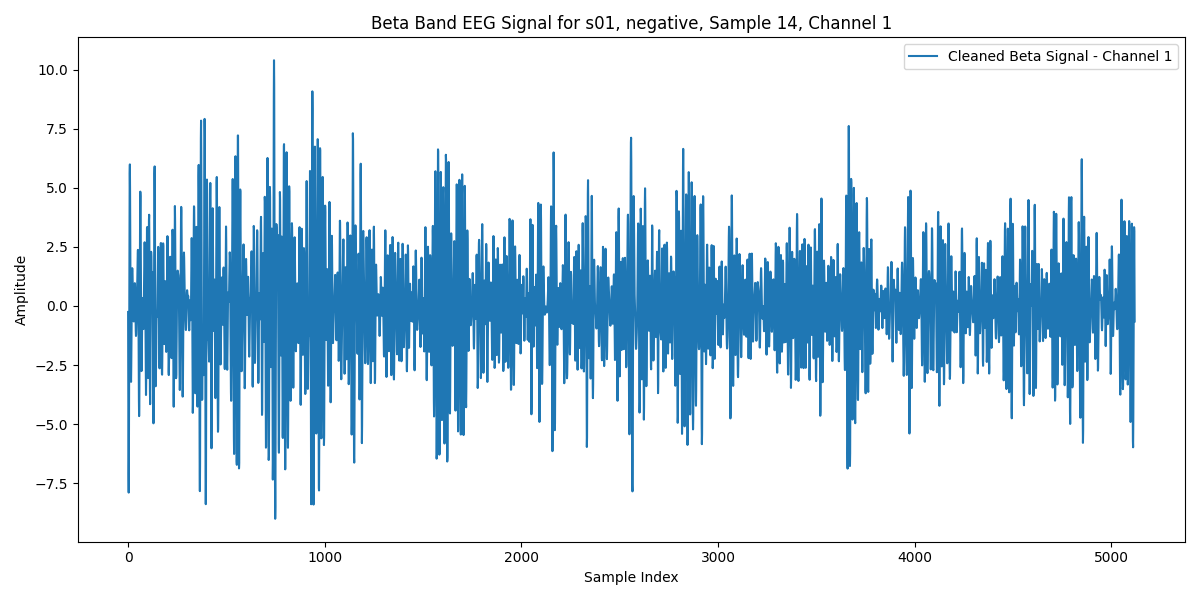 Beta Band EEG Signal for s01, negative, Sample 14, Channel 1
Cleaned Beta Signal - Channel 1
Amplitude
10.0
7.5
5.0
2.5
0.0
−2.5
−5.0
−7.5
0 1000 2000 3000 4000 5000
Sample Index